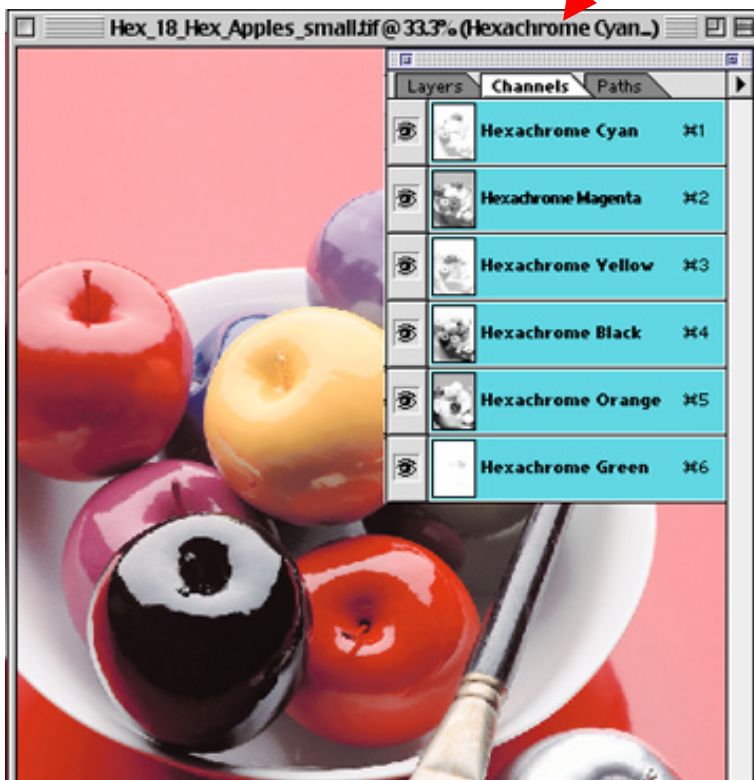 Hex_18_Hex_Apples_small.tif @ 33.3% (Hexachrome Cyan...)
Layers Channels Paths
Hexachrome Cyan ⌘1
Hexachrome Magenta ⌘2
Hexachrome Yellow ⌘3
Hexachrome Black ⌘4
Hexachrome Orange ⌘5
Hexachrome Green ⌘6